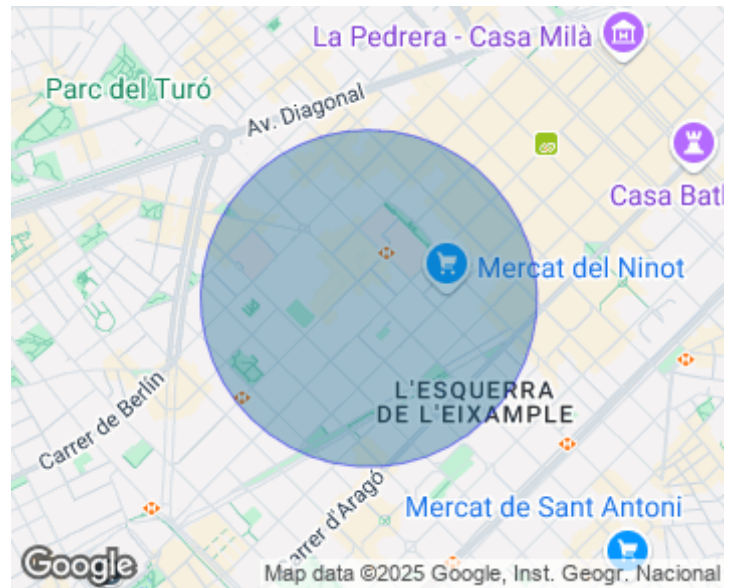 La Pedrera - Casa Milà
Parc del Turó
Av. Diagonal
Casa Batl
Mercat del Ninot
L'ESQUERRA
DE L'EIXAMPLE
Carrer de Berlín
Carrer d'Aragó
Mercat de Sant Antoni
Google
Map data ©2025 Google, Inst. Geogr. Nacional